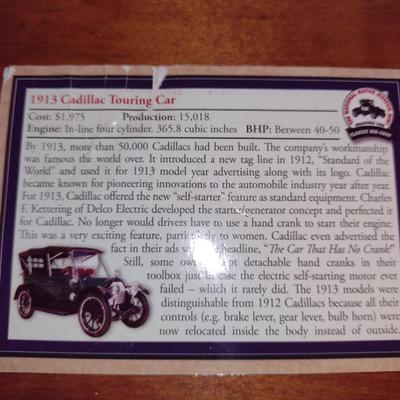 1913 Cadillac Touring Car
Cost: $1,975 Production: 15,018
Engine: In-line four cylinder, 365.8 cubic inches BHP: Between 40-50
By 1913, more than 50,000 Cadillacs had been built. The company's workmanship
was famous the world over. It introduced a new tag line in 1912, "Standard of the
World" and used it for 1913 model year advertising along with its logo. Cadillac
became known for pioneering innovations to the automobile industry year after year.
For 1913, Cadillac offered the new "self-starter" feature as standard equipment. Charles
F. Kettering of Delco Electric developed the starter/generator concept and perfected it
for Cadillac. No longer would drivers have to use a hand crank to start their engine.
This was a very exciting feature, particularly to women. Cadillac even advertised the
fact in their ads headline, "The Car That Has No Crank!"
Still, some detachable hand cranks in their
toolbox just in case the electric self-starting motor ever
failed – which it rarely did. The 1913 models were
distinguishable from 1912 Cadillacs because all their
controls (e.g. brake lever, gear lever, bulb horn) were
now relocated inside the body instead of outside.
CLASSIC DIE-CAST